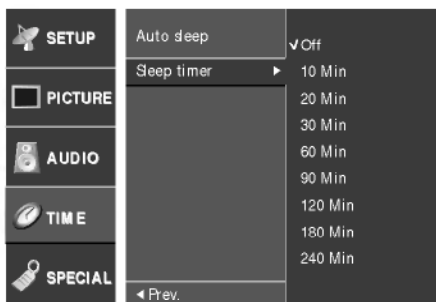 SETUP
PICTURE
AUDIO
TIME
SPECIAL
Auto sleep
Sleep timer ▶
◀ Prev.
✓ Off
10 Min
20 Min
30 Min
60 Min
90 Min
120 Min
180 Min
240 Min